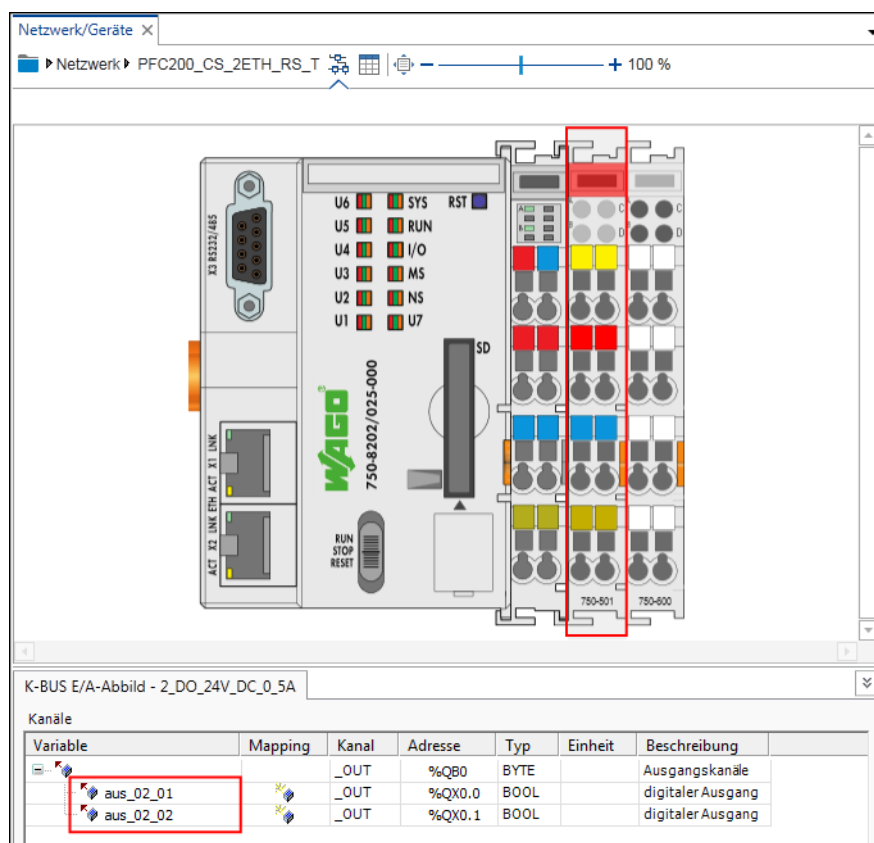 Netzwerk/Geräte
Netzwerk PFC200_CS_2ETH_RS_T 100 %
X3 RS232/485
U6 SYS RST
U5 RUN
U4 I/O
U3 MS
U2 NS
U1 U7
SD
WAGO
750-8202/025-000
ACT X2 LNK ETH ACT X1 LNK
RUN
STOP
RESET
A
B
A C
B D
C
D
750-501 750-600
K-BUS E/A-Abbild - 2_DO_24V_DC_0_5A
Kanäle
Variable Mapping Kanal Adresse Typ Einheit Beschreibung
_OUT %QB0 BYTE Ausgangskanäle
aus_02_01 _OUT %QX0.0 BOOL digitaler Ausgang
aus_02_02 _OUT %QX0.1 BOOL digitaler Ausgang